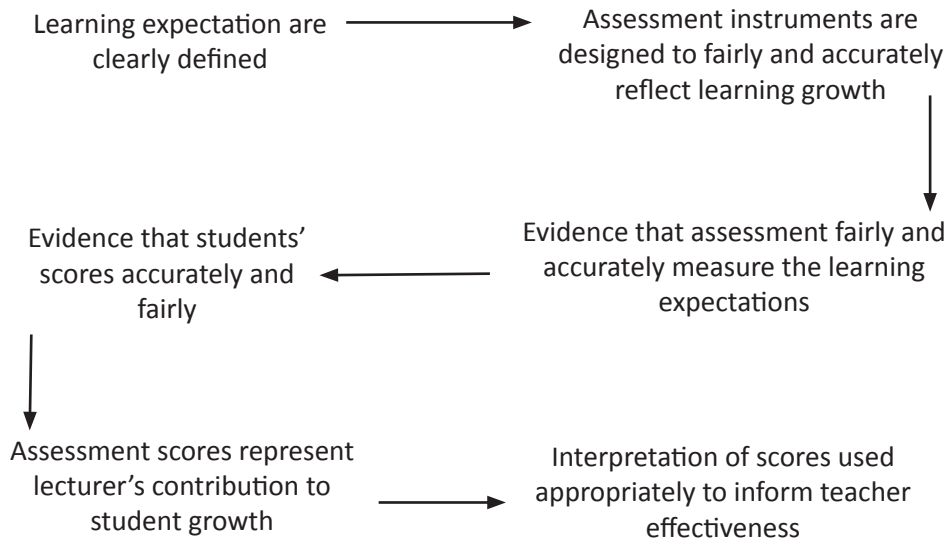 Learning expectation are
clearly defined
Assessment instruments are
designed to fairly and accurately
reflect learning growth
Evidence that assessment fairly and
accurately measure the learning
expectations
Evidence that students’
scores accurately and
fairly
Assessment scores represent
lecturer’s contribution to
student growth
Interpretation of scores used
appropriately to inform teacher
effectiveness